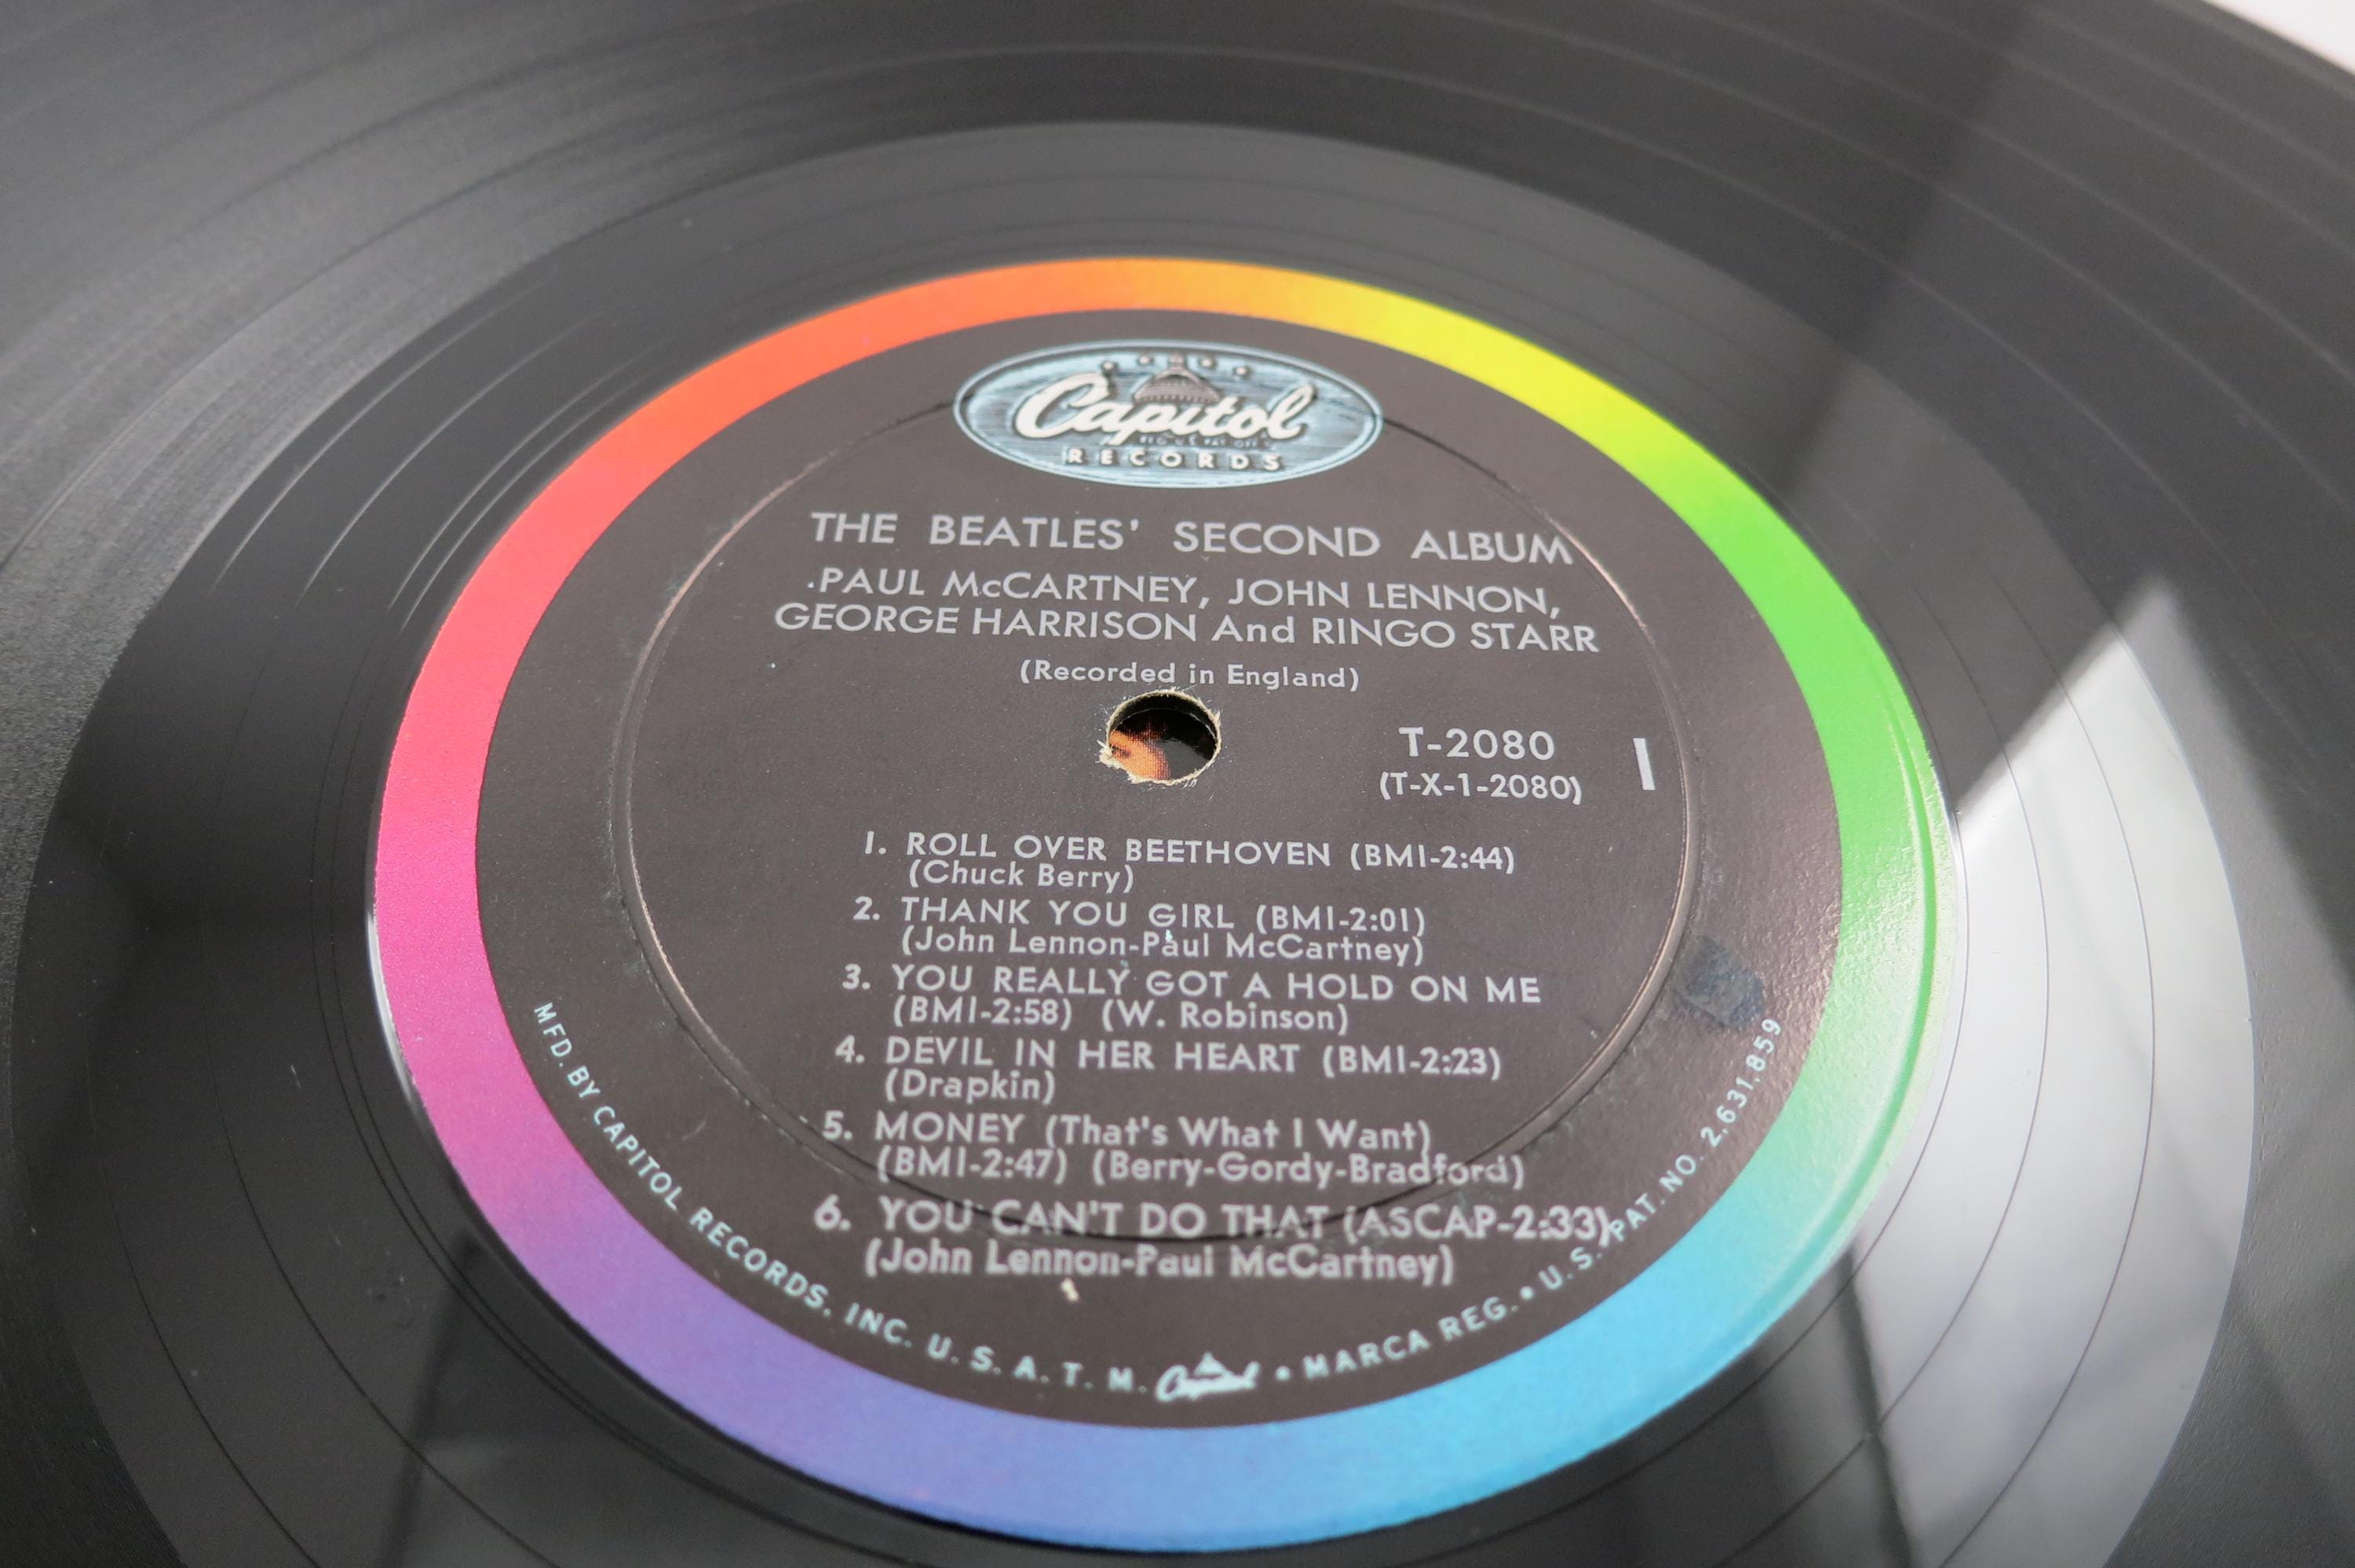 Capitol
REG. U.S. PAT. OFF.
RECORDS
THE BEATLES' SECOND ALBUM
PAUL McCARTNEY, JOHN LENNON,
GEORGE HARRISON And RINGO STARR
(Recorded in England)
T-2080
(T-X-1-2080)
1
1. ROLL OVER BEETHOVEN (BMI-2:44)
(Chuck Berry)
2. THANK YOU GIRL (BMI-2:01)
(John Lennon-Paul McCartney)
3. YOU REALLY GOT A HOLD ON ME
(BMI-2:58) (W. Robinson)
4. DEVIL IN HER HEART (BMI-2:23)
(Drapkin)
5. MONEY (That's What I Want)
(BMI-2:47) (Berry-Gordy-Bradford)
6. YOU CAN'T DO THAT (ASCAP-2:33)
(John Lennon-Paul McCartney)
MFD. BY CAPITOL RECORDS, INC. U. S. A. T. M. Capitol • MARCA REG. • U. S. PAT. NO. 2,631,859